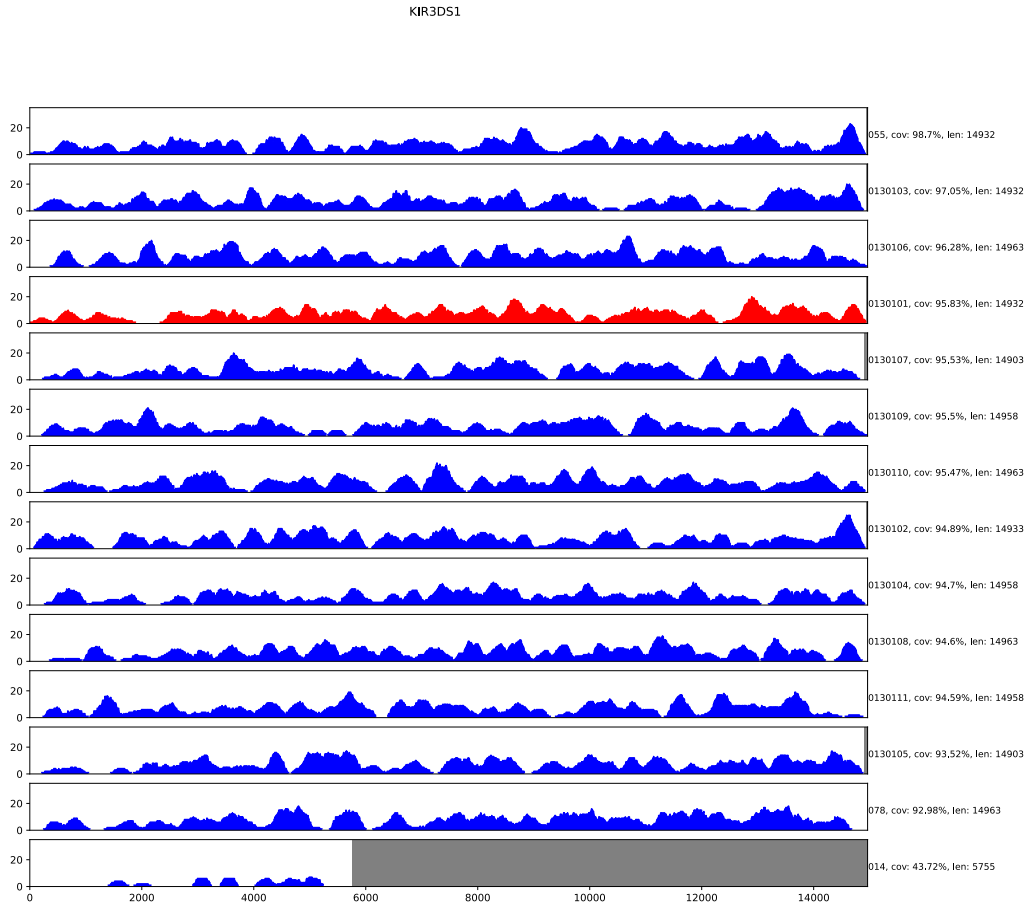 KIR3DS1
20
0
055, cov: 98.7%, len: 14932
20
0
0130103, cov: 97.05%, len: 14932
20
0
0130106, cov: 96.28%, len: 14963
20
0
0130101, cov: 95.83%, len: 14932
20
0
0130107, cov: 95.53%, len: 14903
20
0
0130109, cov: 95.5%, len: 14958
20
0
0130110, cov: 95.47%, len: 14963
20
0
0130102, cov: 94.89%, len: 14933
20
0
0130104, cov: 94.7%, len: 14958
20
0
0130108, cov: 94.6%, len: 14963
20
0
0130111, cov: 94.59%, len: 14958
20
0
0130105, cov: 93.52%, len: 14903
20
0
078, cov: 92.98%, len: 14963
20
0
014, cov: 43.72%, len: 5755
0 2000 4000 6000 8000 10000 12000 14000